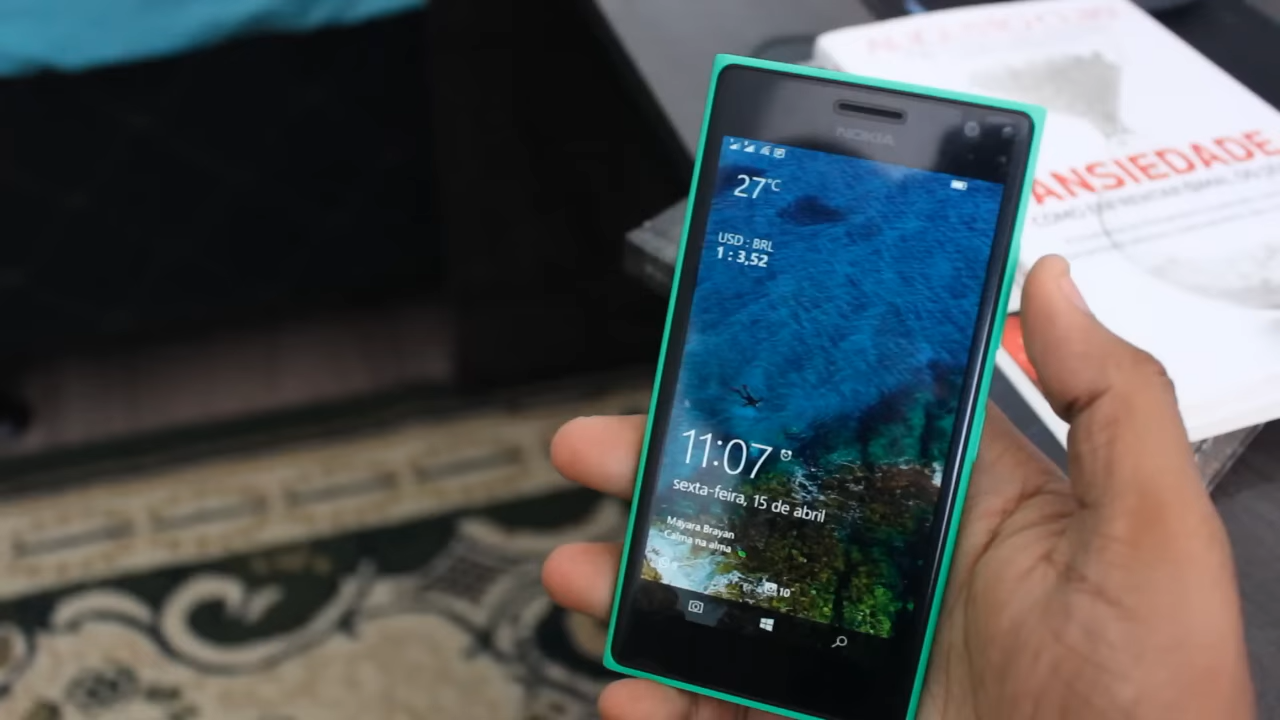 NOKIA
27°C
USD : BRL
1 : 3,52
11:07
sexta-feira, 15 de abril
Mayara Brayan
Calma na alma
10
ANSIEDADE